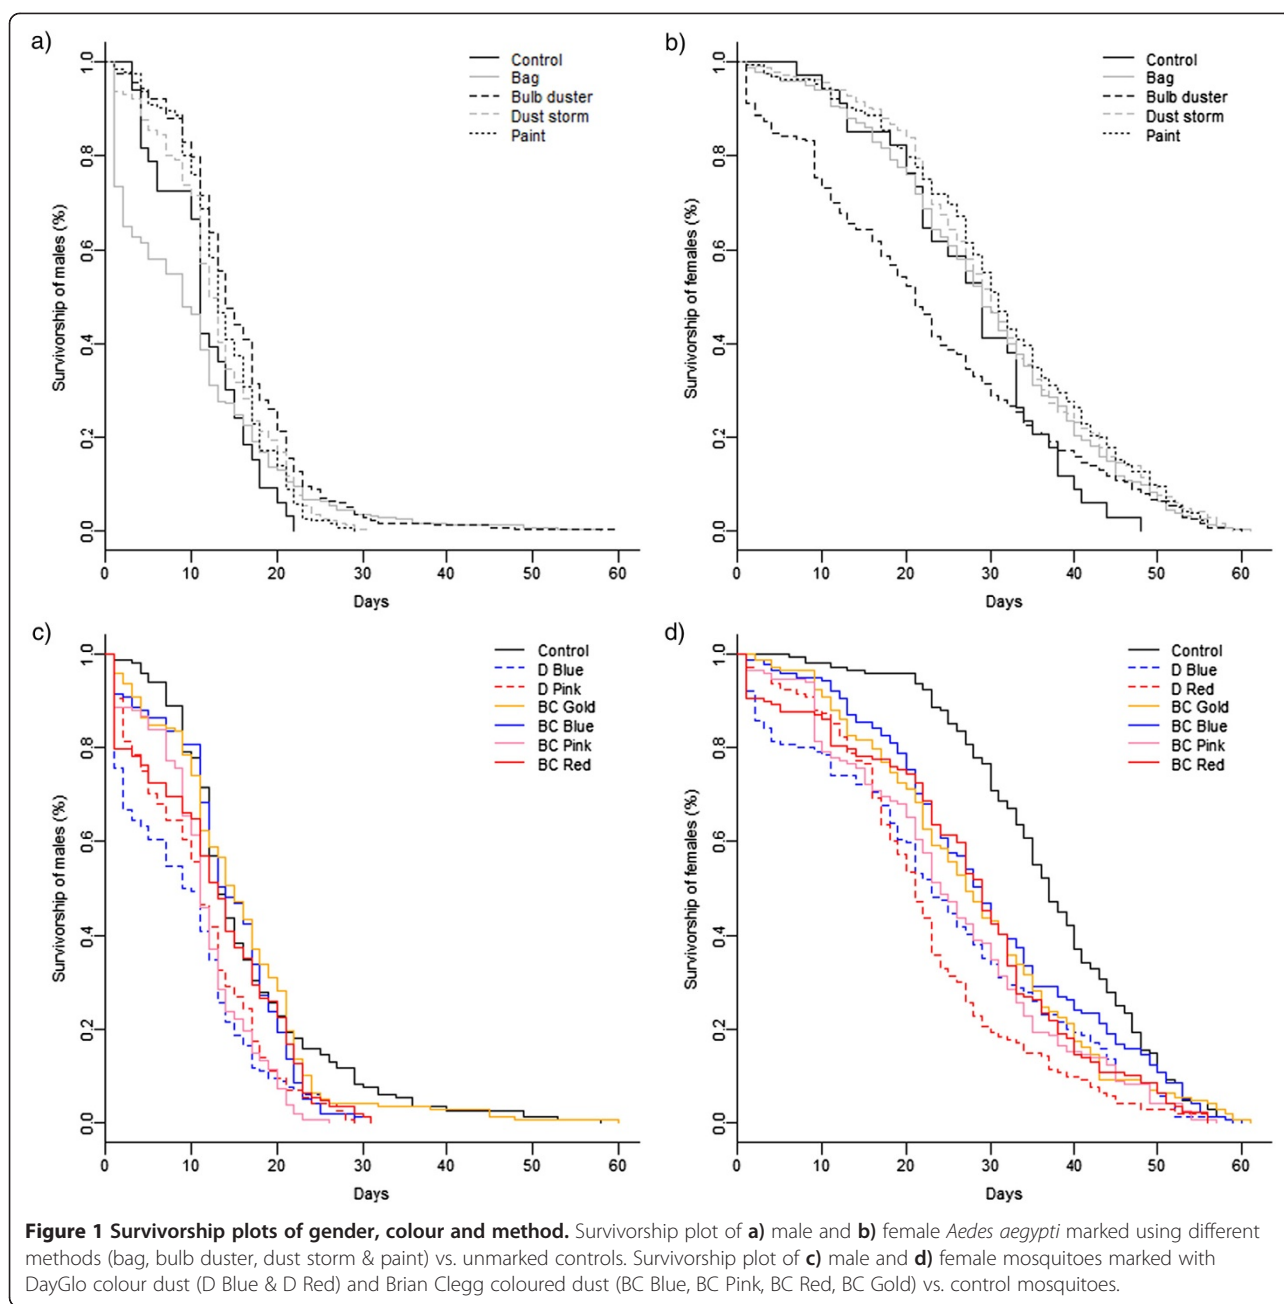 a)
Control
Bag
Bulb duster
Dust storm
Paint
Survivorship of males (%)
1.0
0.8
0.6
0.4
0.2
0.0
0 10 20 30 40 50 60
Days
b)
Control
Bag
Bulb duster
Dust storm
Paint
Survivorship of females (%)
1.0
0.8
0.6
0.4
0.2
0.0
0 10 20 30 40 50 60
Days
c)
Control
D Blue
D Pink
BC Gold
BC Blue
BC Pink
BC Red
Survivorship of males (%)
1.0
0.8
0.6
0.4
0.2
0.0
0 10 20 30 40 50 60
Days
d)
Control
D Blue
D Red
BC Gold
BC Blue
BC Pink
BC Red
Survivorship of females (%)
1.0
0.8
0.6
0.4
0.2
0.0
0 10 20 30 40 50 60
Days
Figure 1 Survivorship plots of gender, colour and method. Survivorship plot of a) male and b) female Aedes aegypti marked using different
methods (bag, bulb duster, dust storm & paint) vs. unmarked controls. Survivorship plot of c) male and d) female mosquitoes marked with
DayGlo colour dust (D Blue & D Red) and Brian Clegg coloured dust (BC Blue, BC Pink, BC Red, BC Gold) vs. control mosquitoes.